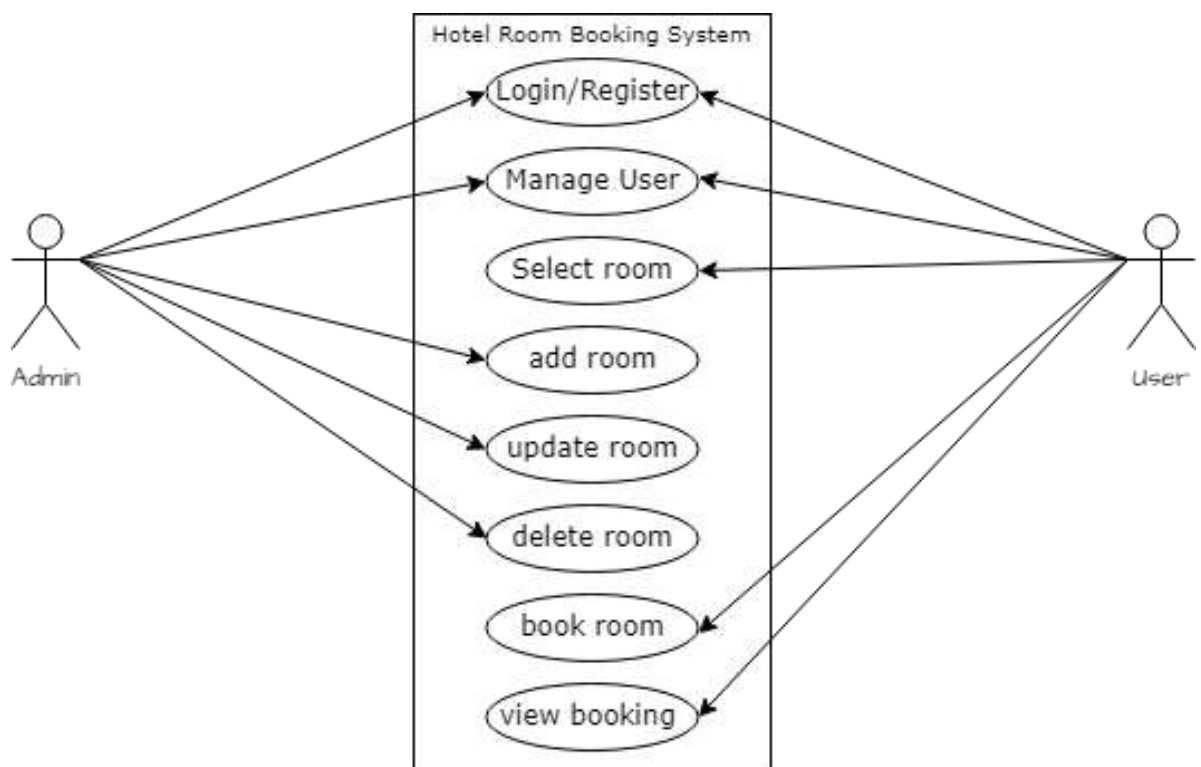 Hotel Room Booking System
Login/Register
Manage User
Select room
add room
update room
delete room
book room
view booking
Admin
User